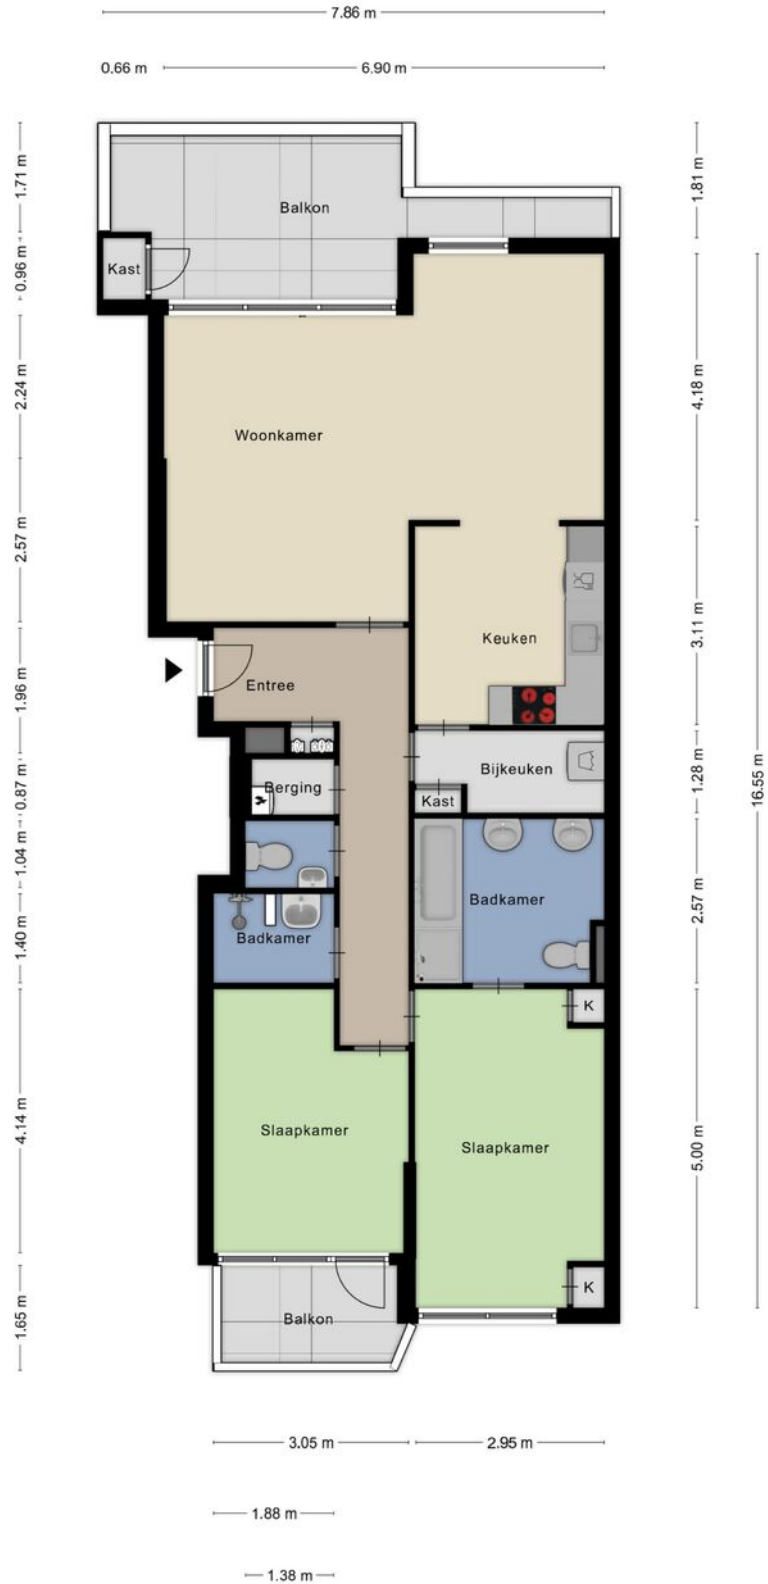 7.86 m
0.66 m
6.90 m
1.71 m
1.81 m
Balkon
0.96 m
Kast
2.24 m
4.18 m
Woonkamer
2.57 m
Keuken
3.11 m
Entree
1.96 m
Bijkeuken
1.28 m
16.55 m
Berging
0.87 m
Kast
1.04 m
Badkamer
2.57 m
Badkamer
1.40 m
K
Slaapkamer
4.14 m
Slaapkamer
5.00 m
K
Balkon
1.65 m
3.05 m
2.95 m
1.88 m
1.38 m